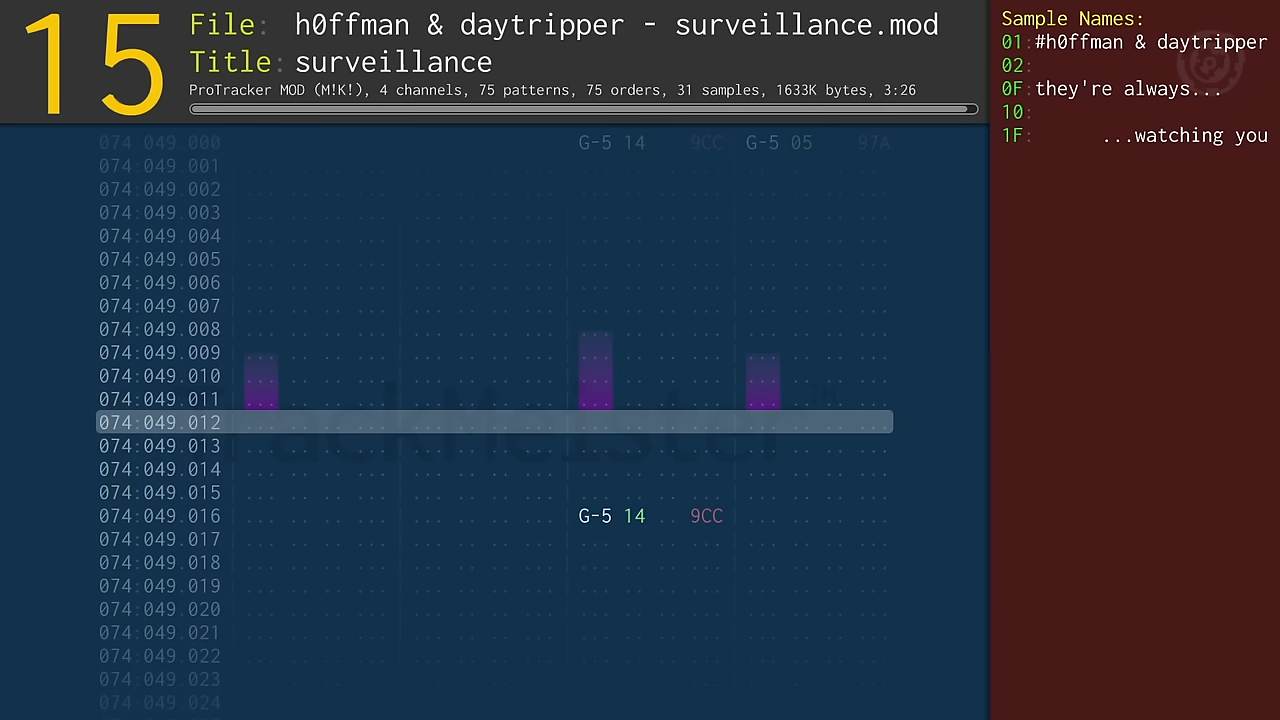 15
File: h0ffman & daytripper - surveillance.mod
Title: surveillance
ProTracker MOD (M!K!), 4 channels, 75 patterns, 75 orders, 31 samples, 1633K bytes, 3:26
Sample Names:
01: #h0ffman & daytripper
02:
0F: they're always...
10:
1F: ...watching you
074:049.000 G-5 14 9CC G-5 05 97A
074:049.001
074:049.002
074:049.003
074:049.004
074:049.005
074:049.006
074:049.007
074:049.008
074:049.009
074:049.010
074:049.011
074:049.012
074:049.013
074:049.014
074:049.015
074:049.016 G-5 14 .. 9CC
074:049.017
074:049.018
074:049.019
074:049.020
074:049.021
074:049.022
074:049.023
074:049.024
TrackMeister™